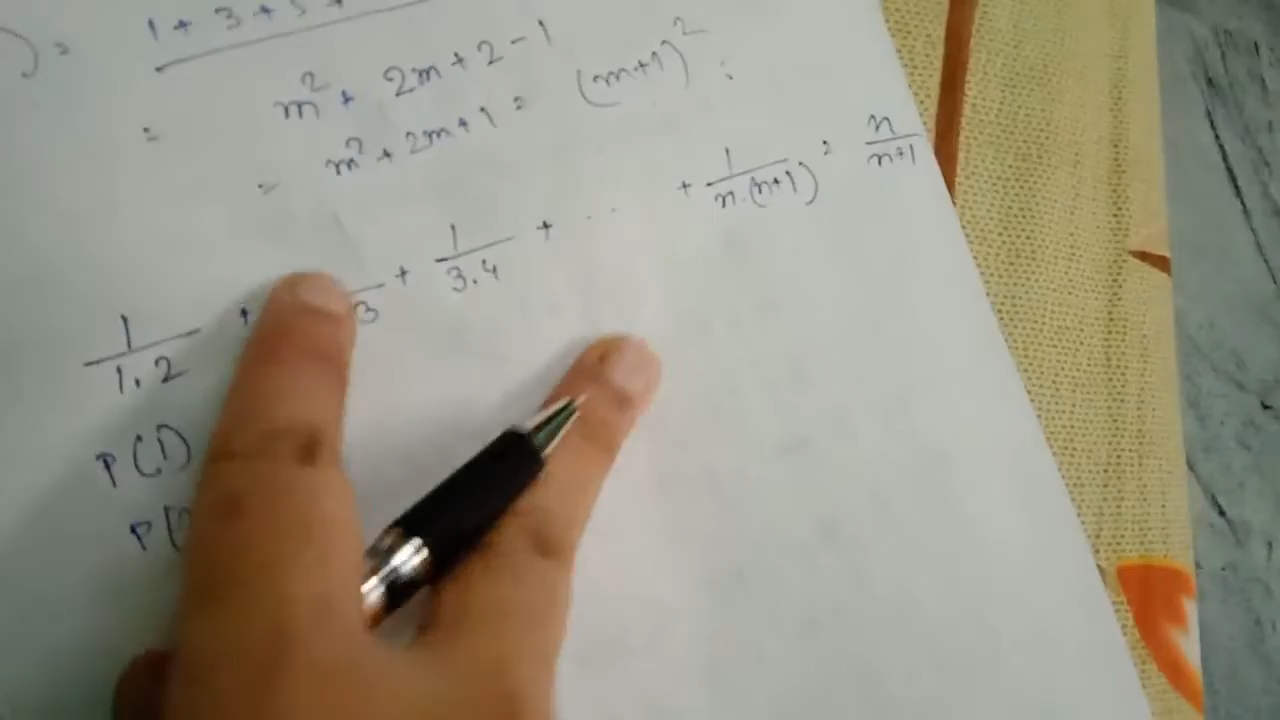 ) = 1 + 3 + 5 +
= m² + 2m + 2 - 1
= m² + 2m + 1 = (m+1)² :
1/1.2 + /3 + 1/3.4 + ... + 1/n.(n+1) = n/n+1
P(1)
P(